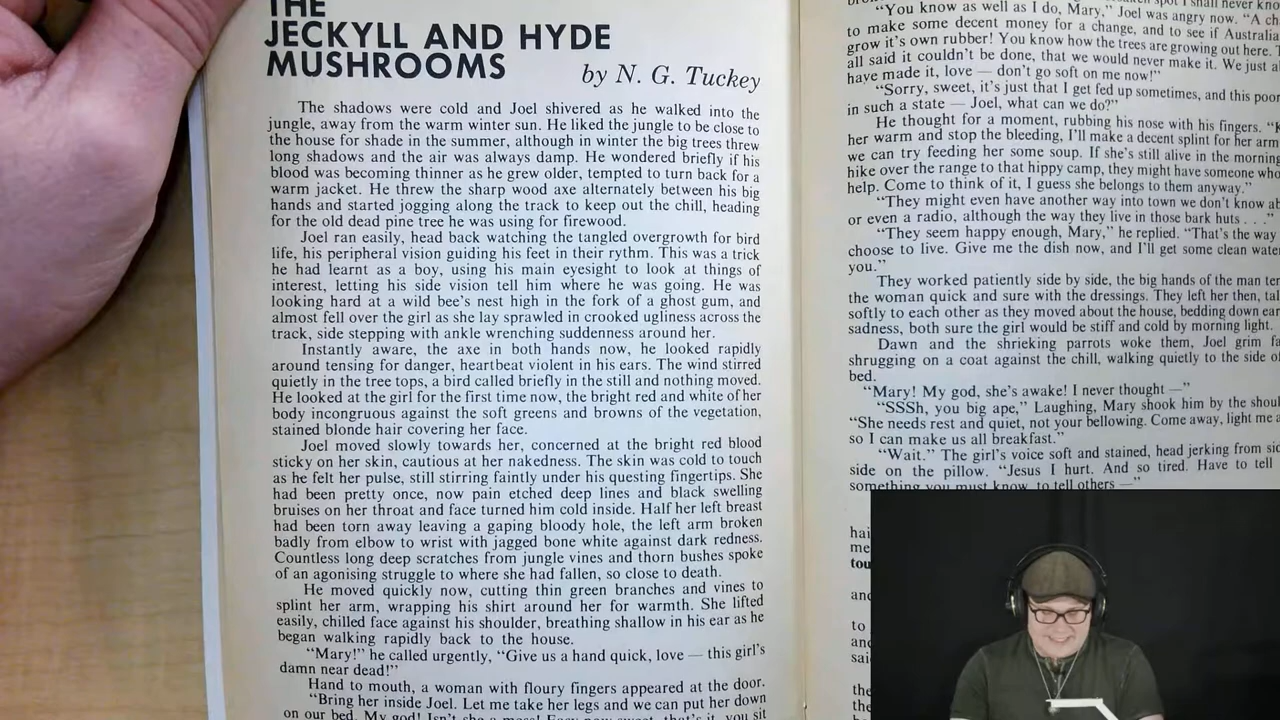 THE
JECKYLL AND HYDE
MUSHROOMS
by N. G. Tuckey
The shadows were cold and Joel shivered as he walked into the
jungle, away from the warm winter sun. He liked the jungle to be close to
the house for shade in the summer, although in winter the big trees threw
long shadows and the air was always damp. He wondered briefly if his
blood was becoming thinner as he grew older, tempted to turn back for a
warm jacket. He threw the sharp wood axe alternately between his big
hands and started jogging along the track to keep out the chill, heading
for the old dead pine tree he was using for firewood.
Joel ran easily, head back watching the tangled overgrowth for bird
life, his peripheral vision guiding his feet in their rythm. This was a trick
he had learnt as a boy, using his main eyesight to look at things of
interest, letting his side vision tell him where he was going. He was
looking hard at a wild bee's nest high in the fork of a ghost gum, and
almost fell over the girl as she lay sprawled in crooked ugliness across the
track, side stepping with ankle wrenching suddenness around her.
Instantly aware, the axe in both hands now, he looked rapidly
around tensing for danger, heartbeat violent in his ears. The wind stirred
quietly in the tree tops, a bird called briefly in the still and nothing moved.
He looked at the girl for the first time now, the bright red and white of her
body incongruous against the soft greens and browns of the vegetation,
stained blonde hair covering her face.
Joel moved slowly towards her, concerned at the bright red blood
sticky on her skin, cautious at her nakedness. The skin was cold to touch
as he felt her pulse, still stirring faintly under his questing fingertips. She
had been pretty once, now pain etched deep lines and black swelling
bruises on her throat and face turned him cold inside. Half her left breast
had been torn away leaving a gaping bloody hole, the left arm broken
badly from elbow to wrist with jagged bone white against dark redness.
Countless long deep scratches from jungle vines and thorn bushes spoke
of an agonising struggle to where she had fallen, so close to death.
He moved quickly now, cutting thin green branches and vines to
splint her arm, wrapping his shirt around her for warmth. She lifted
easily, chilled face against his shoulder, breathing shallow in his ear as he
began walking rapidly back to the house.
"Mary!" he called urgently, "Give us a hand quick, love — this girl's
damn near dead!"
Hand to mouth, a woman with floury fingers appeared at the door.
"Bring her inside Joel. Let me take her legs and we can put her down
on our bed. My god! Isn't she a mess! Easy now sweet, that's it, you sit
spot I shall never
"You know as well as I do, Mary," Joel was angry now. "A
to make some decent money for a change, and to see if Australia
grow it's own rubber! You know how the trees are growing out here.
all said it couldn't be done, that we would never make it. We just
have made it, love — don't go soft on me now!"
"Sorry, sweet, it's just that I get fed up sometimes, and this poor
in such a state — Joel, what can we do?"
He thought for a moment, rubbing his nose with his fingers.
her warm and stop the bleeding, I'll make a decent splint for her arm
we can try feeding her some soup. If she's still alive in the morning
hike over the range to that hippy camp, they might have someone who
help. Come to think of it, I guess she belongs to them anyway."
"They might even have another way into town we don't know
or even a radio, although the way they live in those bark huts . . ."
"They seem happy enough, Mary," he replied. "That's the way
choose to live. Give me the dish now, and I'll get some clean
you."
They worked patiently side by side, the big hands of the man
the woman quick and sure with the dressings. They left her then,
softly to each other as they moved about the house, bedding down
sadness, both sure the girl would be stiff and cold by morning light.
Dawn and the shrieking parrots woke them, Joel grim
shrugging on a coat against the chill, walking quietly to the side
bed.
"Mary! My god, she's awake! I never thought —"
"SSSh, you big ape," Laughing, Mary shook him by the
"She needs rest and quiet, not your bellowing. Come away, light me
so I can make us all breakfast."
"Wait." The girl's voice soft and stained, head jerking from
side on the pillow. "Jesus I hurt. And so tired. Have to tell
something you must know, to tell others —"
to
the